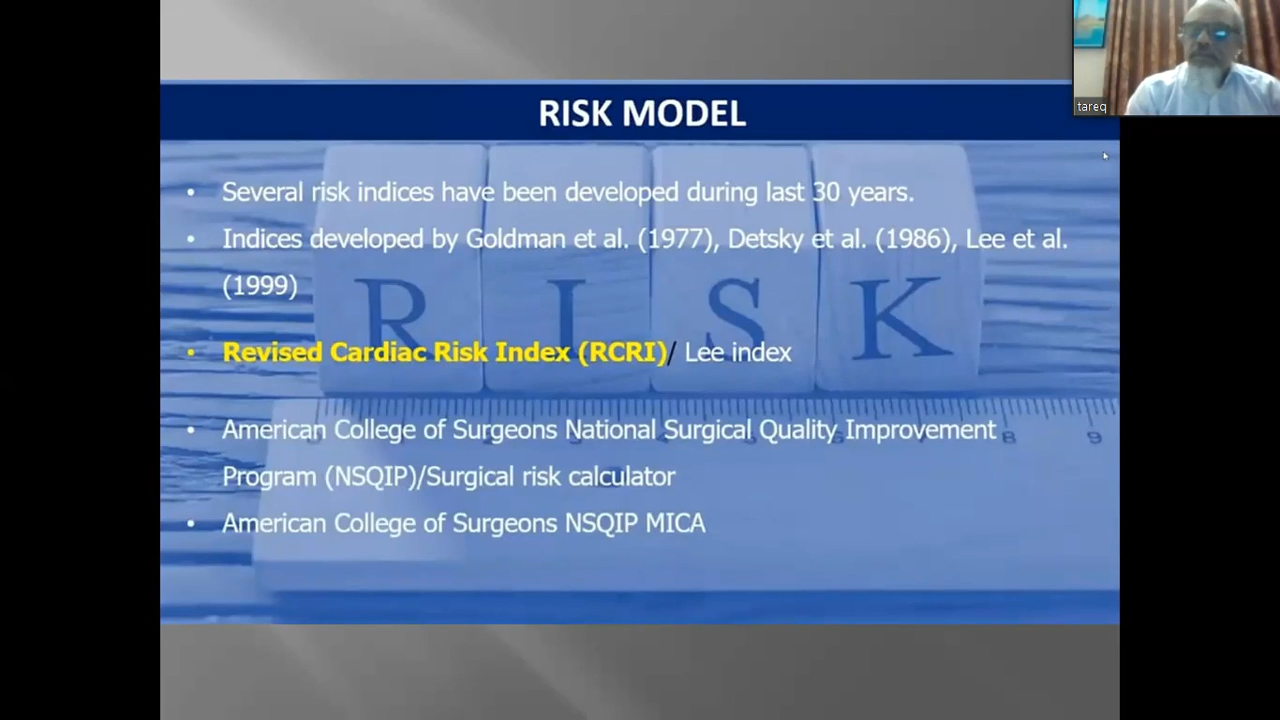 RISK MODEL
tareq
• Several risk indices have been developed during last 30 years.
• Indices developed by Goldman et al. (1977), Detsky et al. (1986), Lee et al.
(1999)
R I S K
• Revised Cardiac Risk Index (RCRI)/ Lee index
• American College of Surgeons National Surgical Quality Improvement
8 9
Program (NSQIP)/Surgical risk calculator
• American College of Surgeons NSQIP MICA